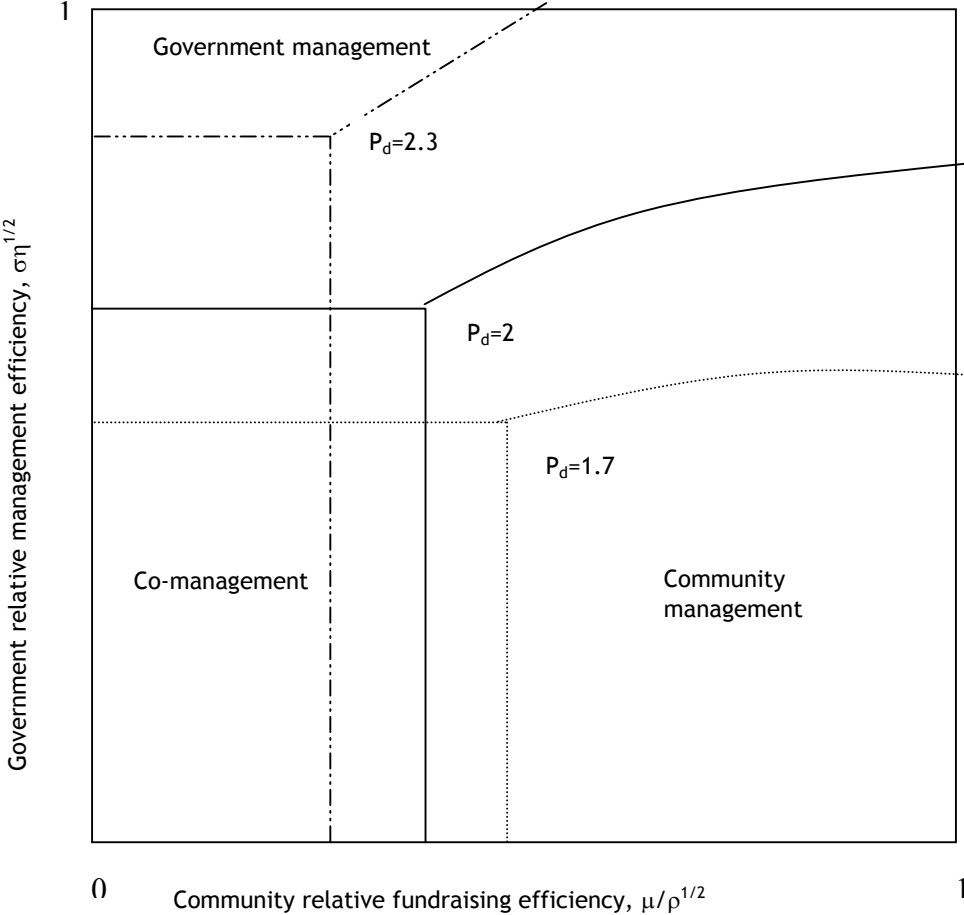 1
Government management
P_d=2.3
P_d=2
P_d=1.7
Government relative management efficiency, ση^{1/2}
Co-management
Community
management
0
1
Community relative fundraising efficiency, μ/ρ^{1/2}